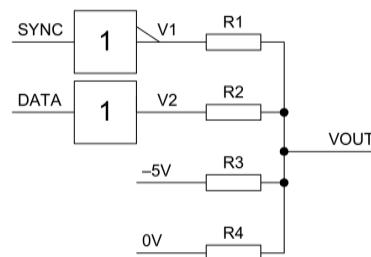 SYNC 1 V1 R1
DATA 1 V2 R2
VOUT
–5V R3
0V R4